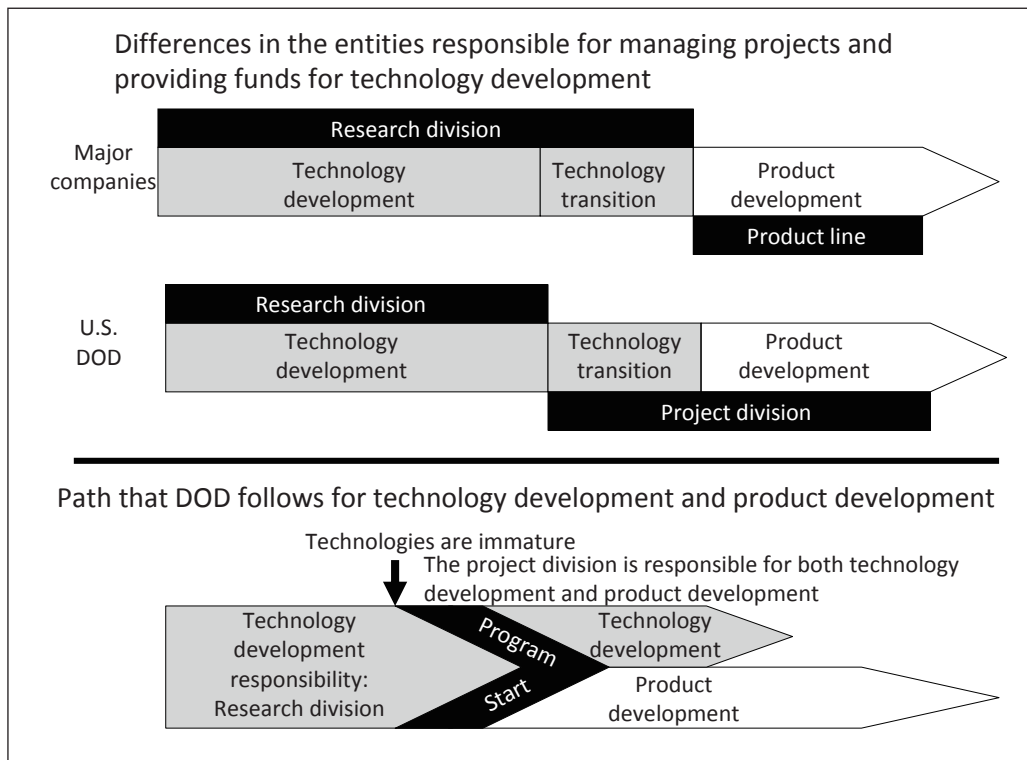 Differences in the entities responsible for managing projects and
providing funds for technology development
Research division
Major
companies
Technology
development
Technology
transition
Product
development
Product line
Research division
U.S.
DOD
Technology
development
Technology
transition
Product
development
Project division
Path that DOD follows for technology development and product development
Technologies are immature
The project division is responsible for both technology
development and product development
Technology
development
responsibility:
Research division
Program
Start
Technology
development
Product
development